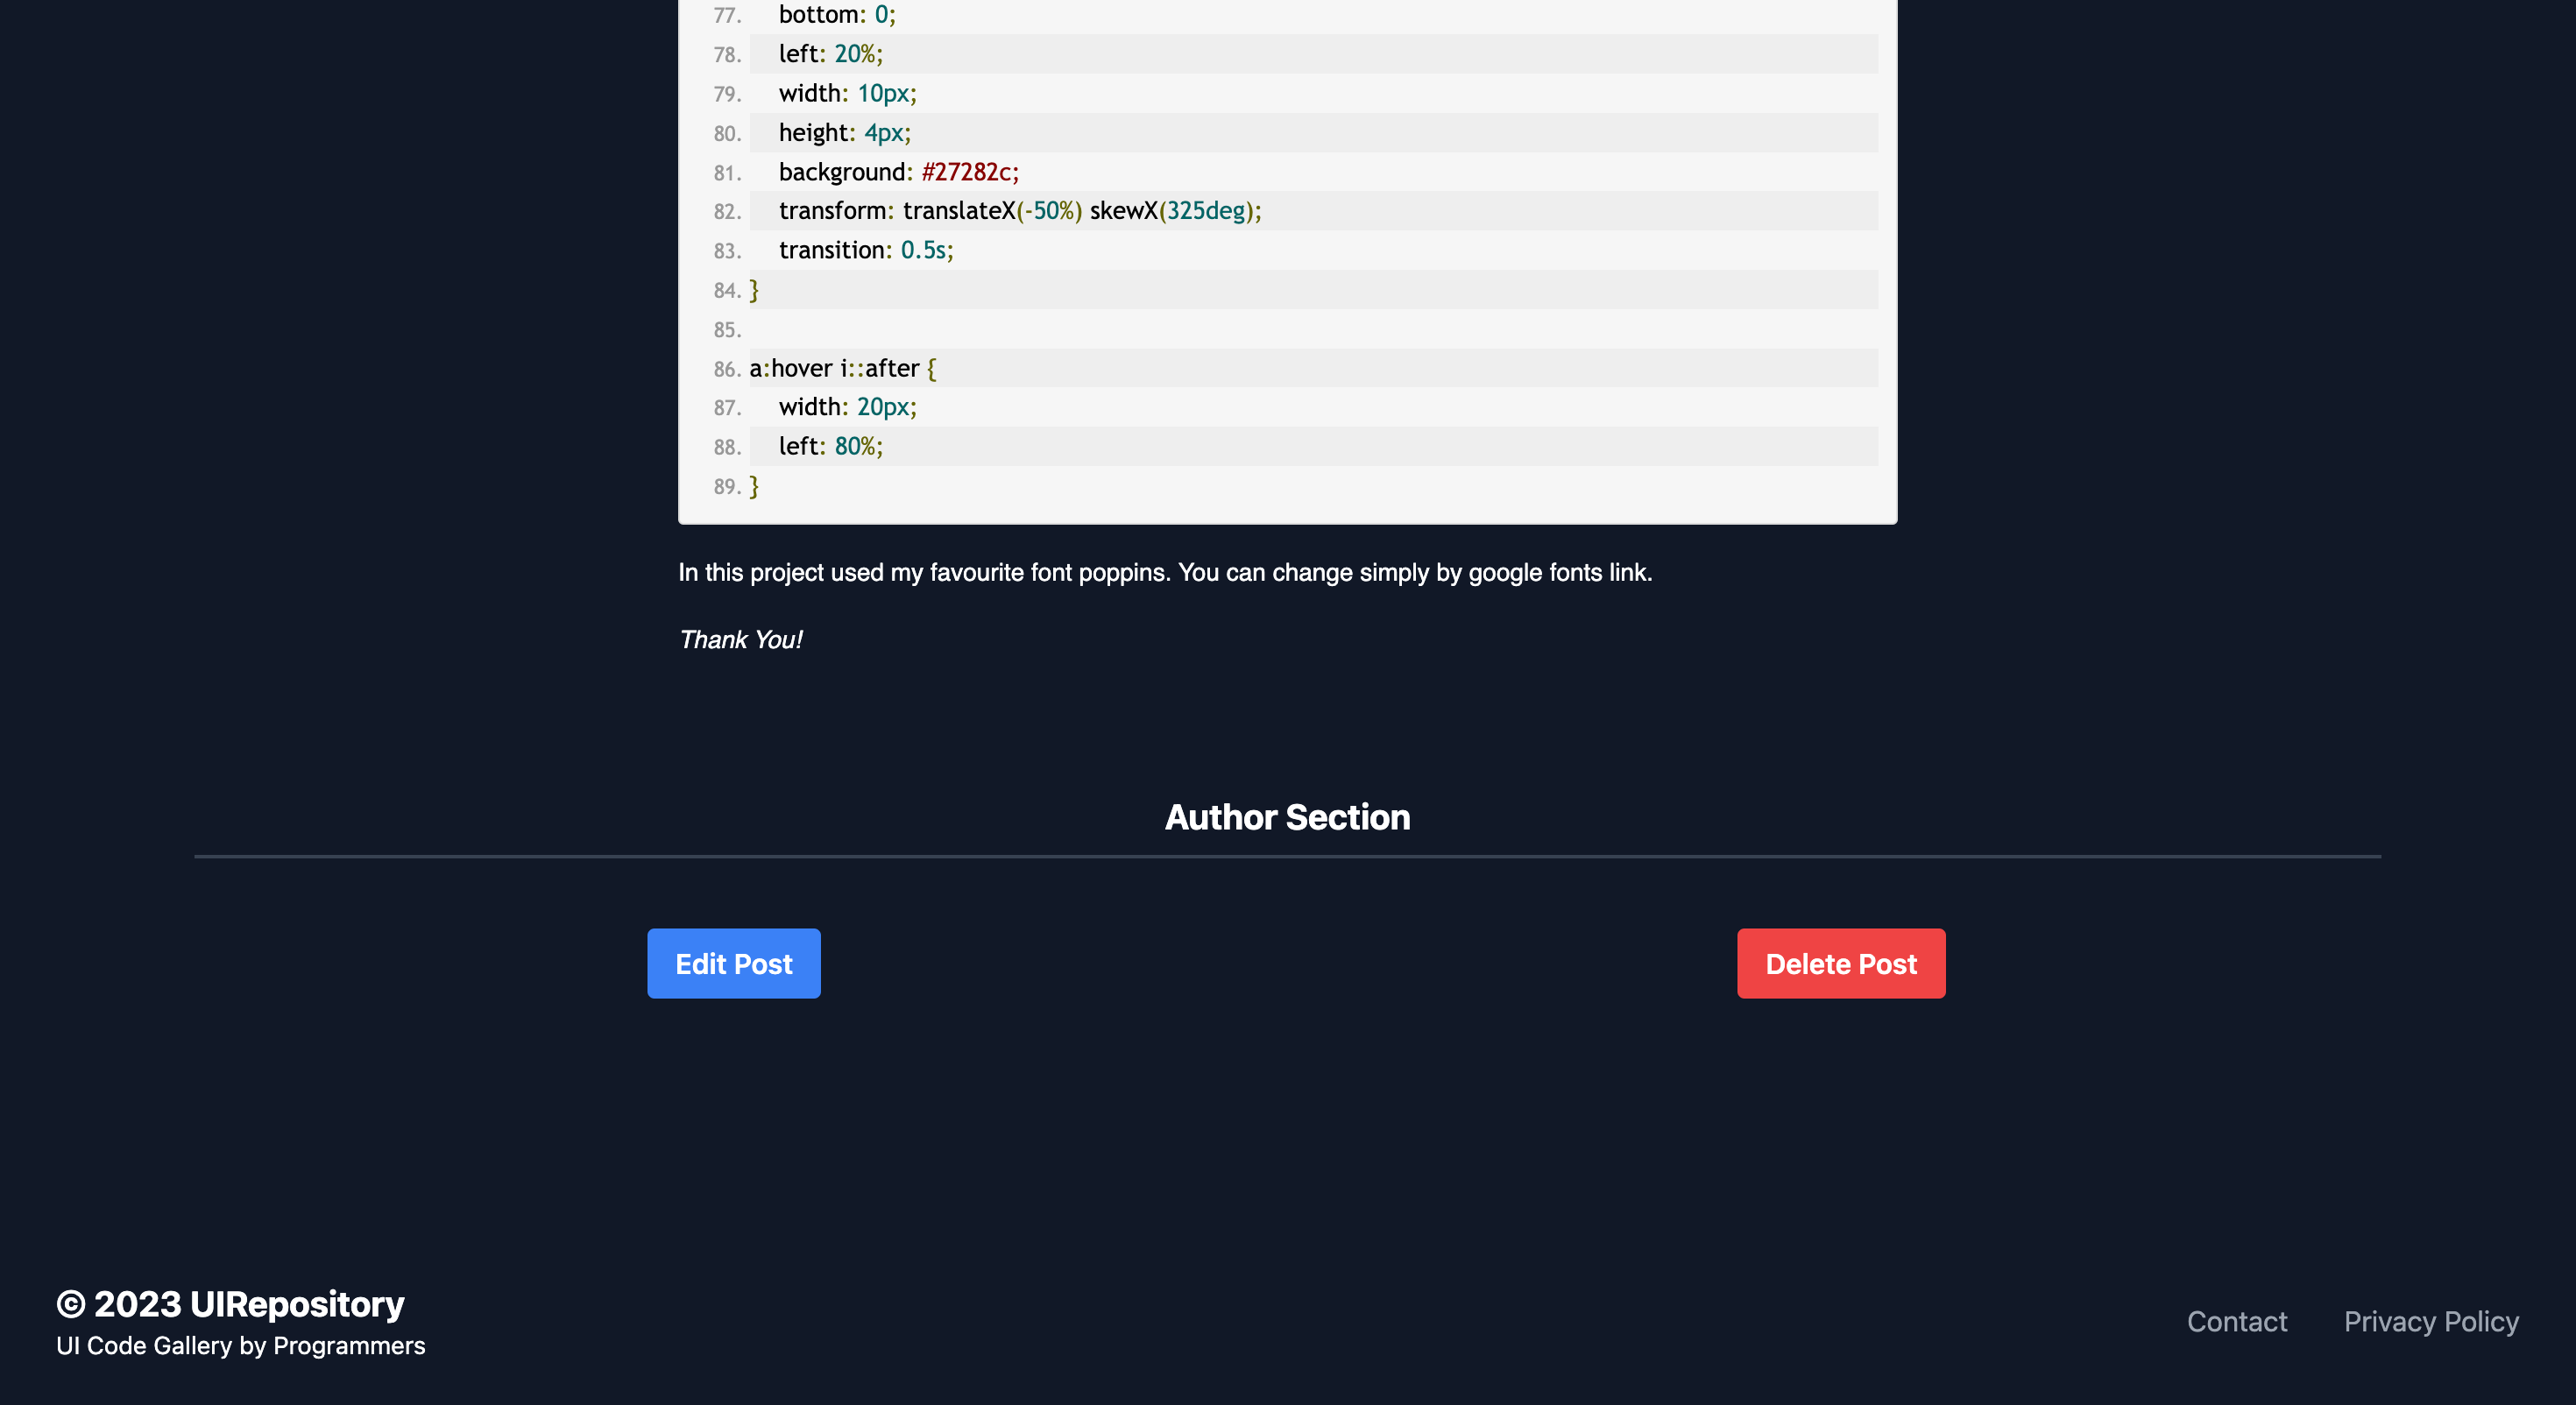 77. bottom: 0;
78. left: 20%;
79. width: 10px;
80. height: 4px;
81. background: #27282c;
82. transform: translateX(-50%) skewX(325deg);
83. transition: 0.5s;
84. }
85.
86. a:hover i::after {
87. width: 20px;
88. left: 80%;
89. }
In this project used my favourite font poppins. You can change simply by google fonts link.
Thank You!
Author Section
Edit Post
Delete Post
© 2023 UIRepository
UI Code Gallery by Programmers
Contact
Privacy Policy